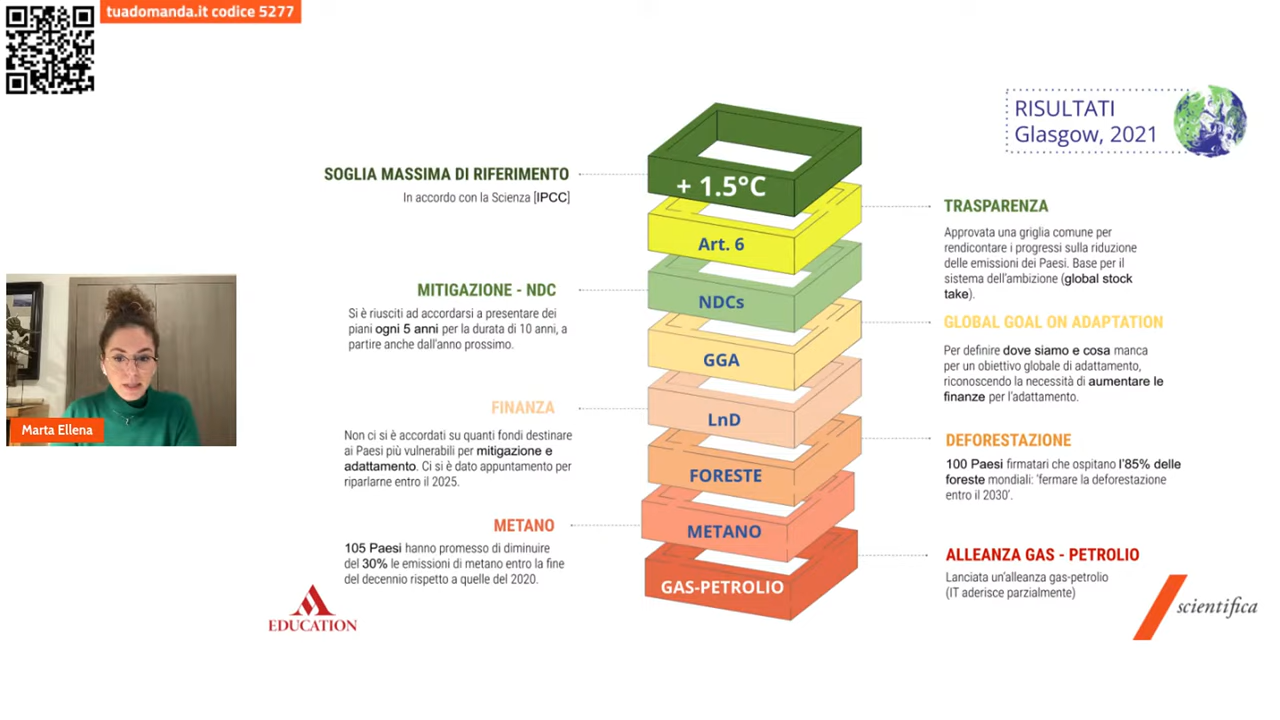 tuadomanda.it codice 5277
RISULTATI
Glasgow, 2021
SOGLIA MASSIMA DI RIFERIMENTO
In accordo con la Scienza [IPCC]
MITIGAZIONE - NDC
Si è riusciti ad accordarsi a presentare dei
piani ogni 5 anni per la durata di 10 anni, a
partire anche dall'anno prossimo.
FINANZA
Non ci si è accordati su quanti fondi destinare
ai Paesi più vulnerabili per mitigazione e
adattamento. Ci si è dato appuntamento per
riparlarne entro il 2025.
METANO
105 Paesi hanno promesso di diminuire
del 30% le emissioni di metano entro la fine
del decennio rispetto a quelle del 2020.
+ 1.5°C
Art. 6
NDCs
GGA
LnD
FORESTE
METANO
GAS-PETROLIO
TRASPARENZA
Approvata una griglia comune per
rendicontare i progressi sulla riduzione
delle emissioni dei Paesi. Base per il
sistema dell'ambizione (global stock
take).
GLOBAL GOAL ON ADAPTATION
Per definire dove siamo e cosa manca
per un obiettivo globale di adattamento,
riconoscendo la necessità di aumentare le
finanze per l'adattamento.
DEFORESTAZIONE
100 Paesi firmatari che ospitano l'85% delle
foreste mondiali: 'fermare la deforestazione
entro il 2030'.
ALLEANZA GAS - PETROLIO
Lanciata un'alleanza gas-petrolio
(IT aderisce parzialmente)
Marta Ellena
EDUCATION
scientifica